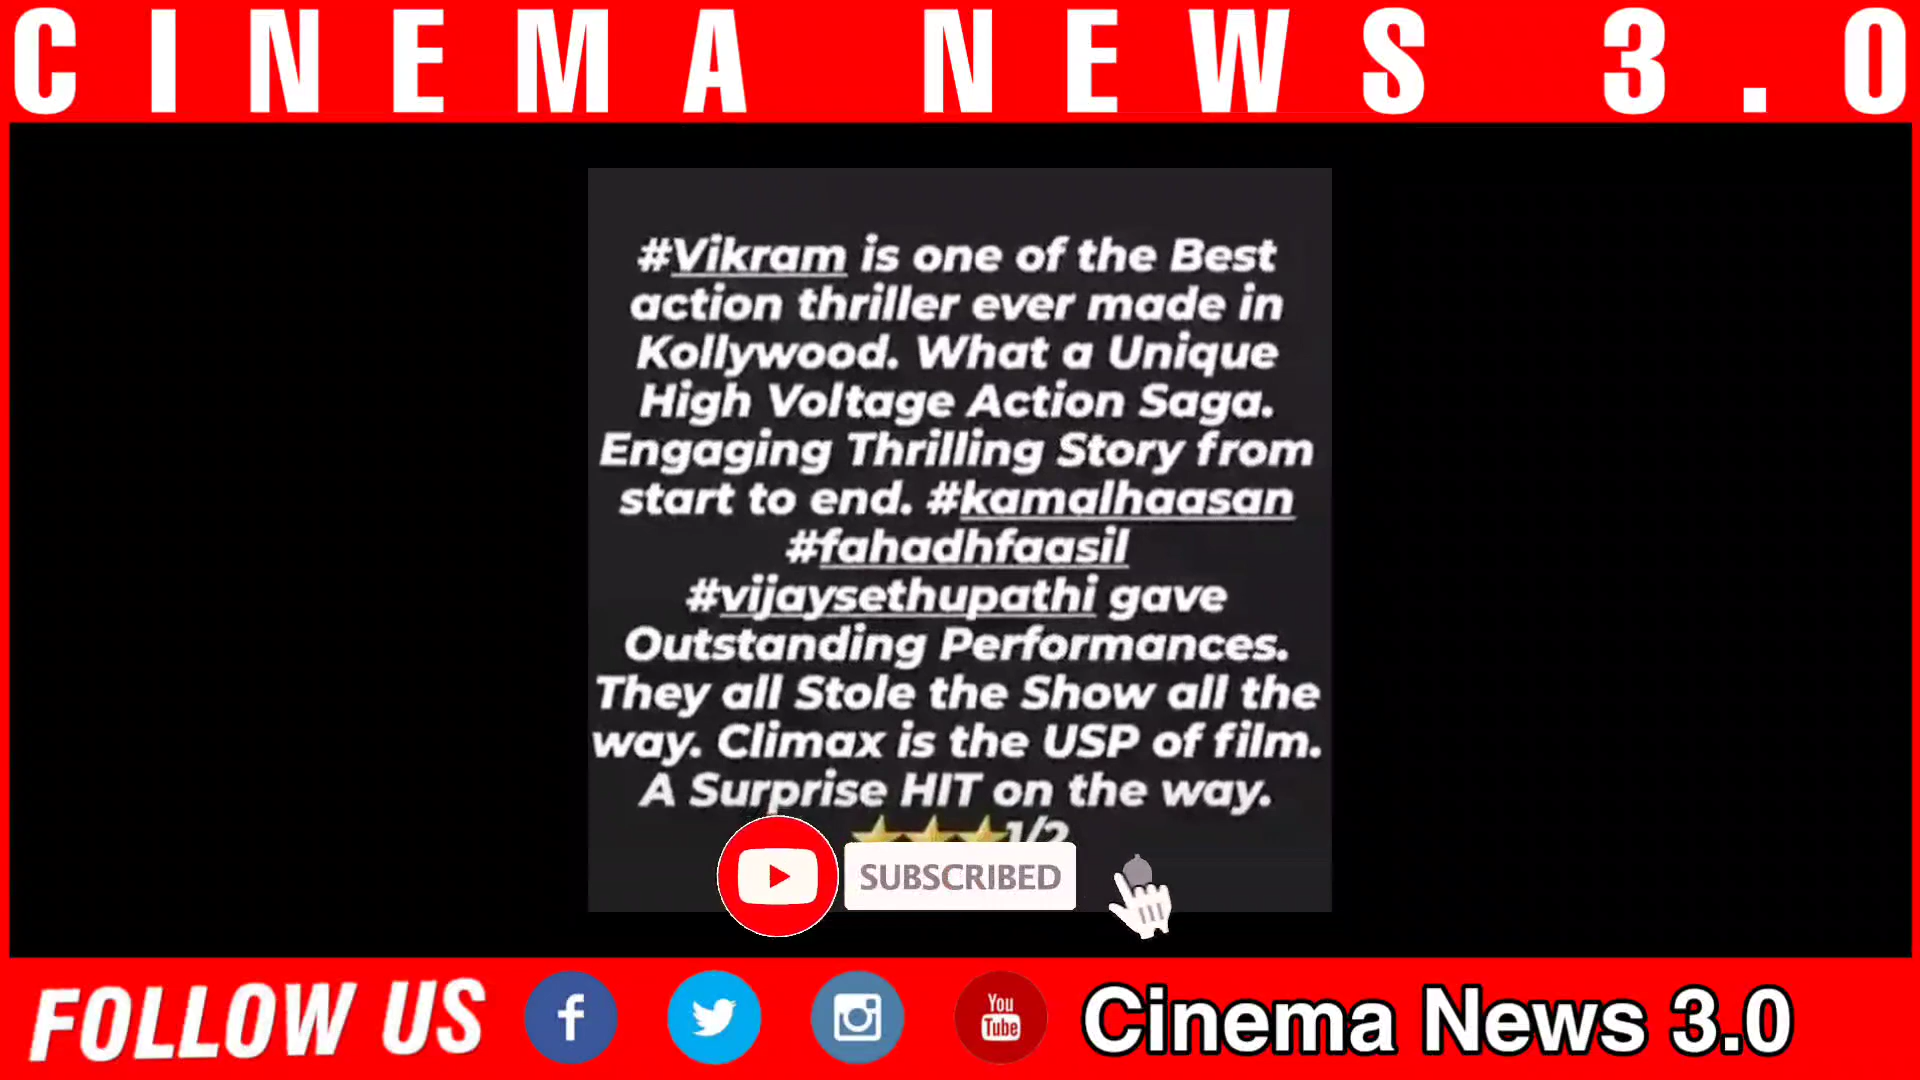 CINEMA NEWS 3.0
#Vikram is one of the Best
action thriller ever made in
Kollywood. What a Unique
High Voltage Action Saga.
Engaging Thrilling Story from
start to end. #kamalhaasan
#fahadhfaasil
#vijaysethupathi gave
Outstanding Performances.
They all Stole the Show all the
way. Climax is the USP of film.
A Surprise HIT on the way.
⭐⭐⭐1/2
SUBSCRIBED
FOLLOW US
You
Tube
Cinema News 3.0